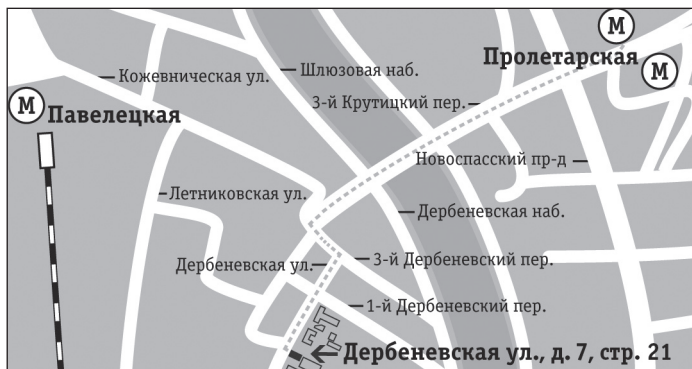 М
Пролетарская
М
Кожевническая ул.
Шлюзовая наб.
3-й Крутицкий пер.
М
Павелецкая
Новоспасский пр-д
Летниковская ул.
Дербеневская наб.
Дербеневская ул.
3-й Дербеневский пер.
1-й Дербеневский пер.
Дербеневская ул., д. 7, стр. 21